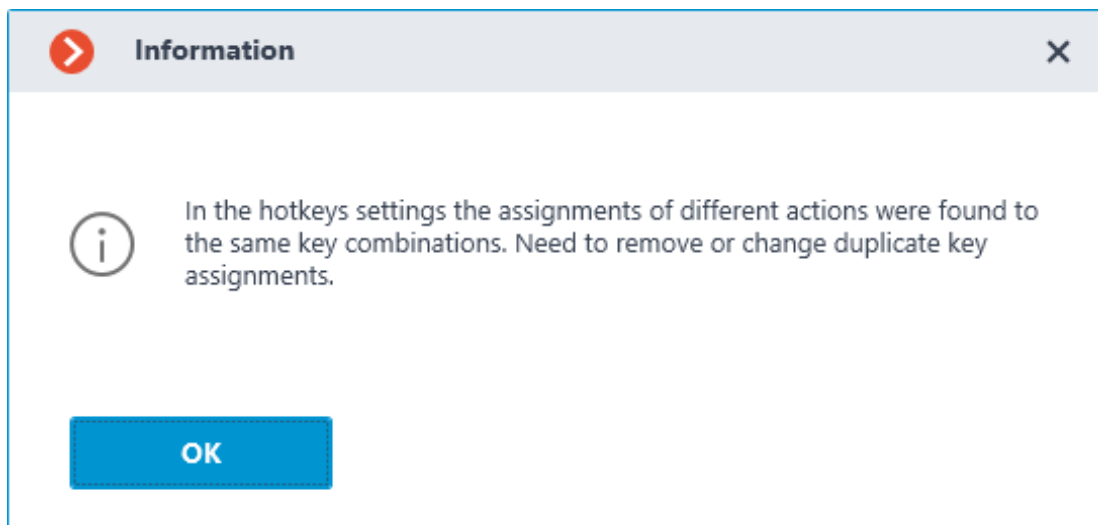 Information
In the hotkeys settings the assignments of different actions were found to
the same key combinations. Need to remove or change duplicate key
assignments.
OK